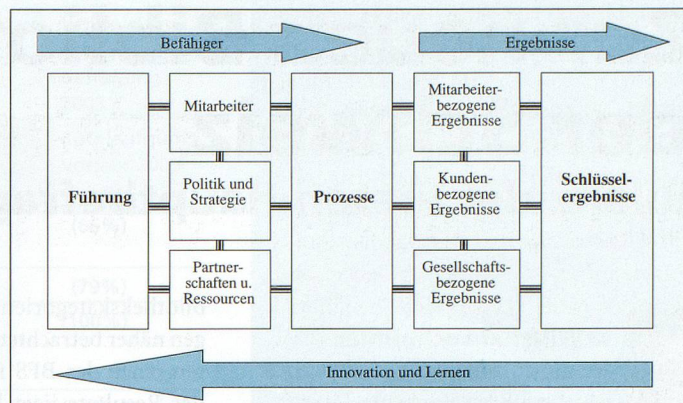 Befähiger
Ergebnisse
Führung
Mitarbeiter
Politik und
Strategie
Partner-
schaften u.
Ressourcen
Prozesse
Mitarbeiter-
bezogene
Ergebnisse
Kunden-
bezogene
Ergebnisse
Gesellschafts-
bezogene
Ergebnisse
Schlüssel-
ergebnisse
Innovation und Lernen